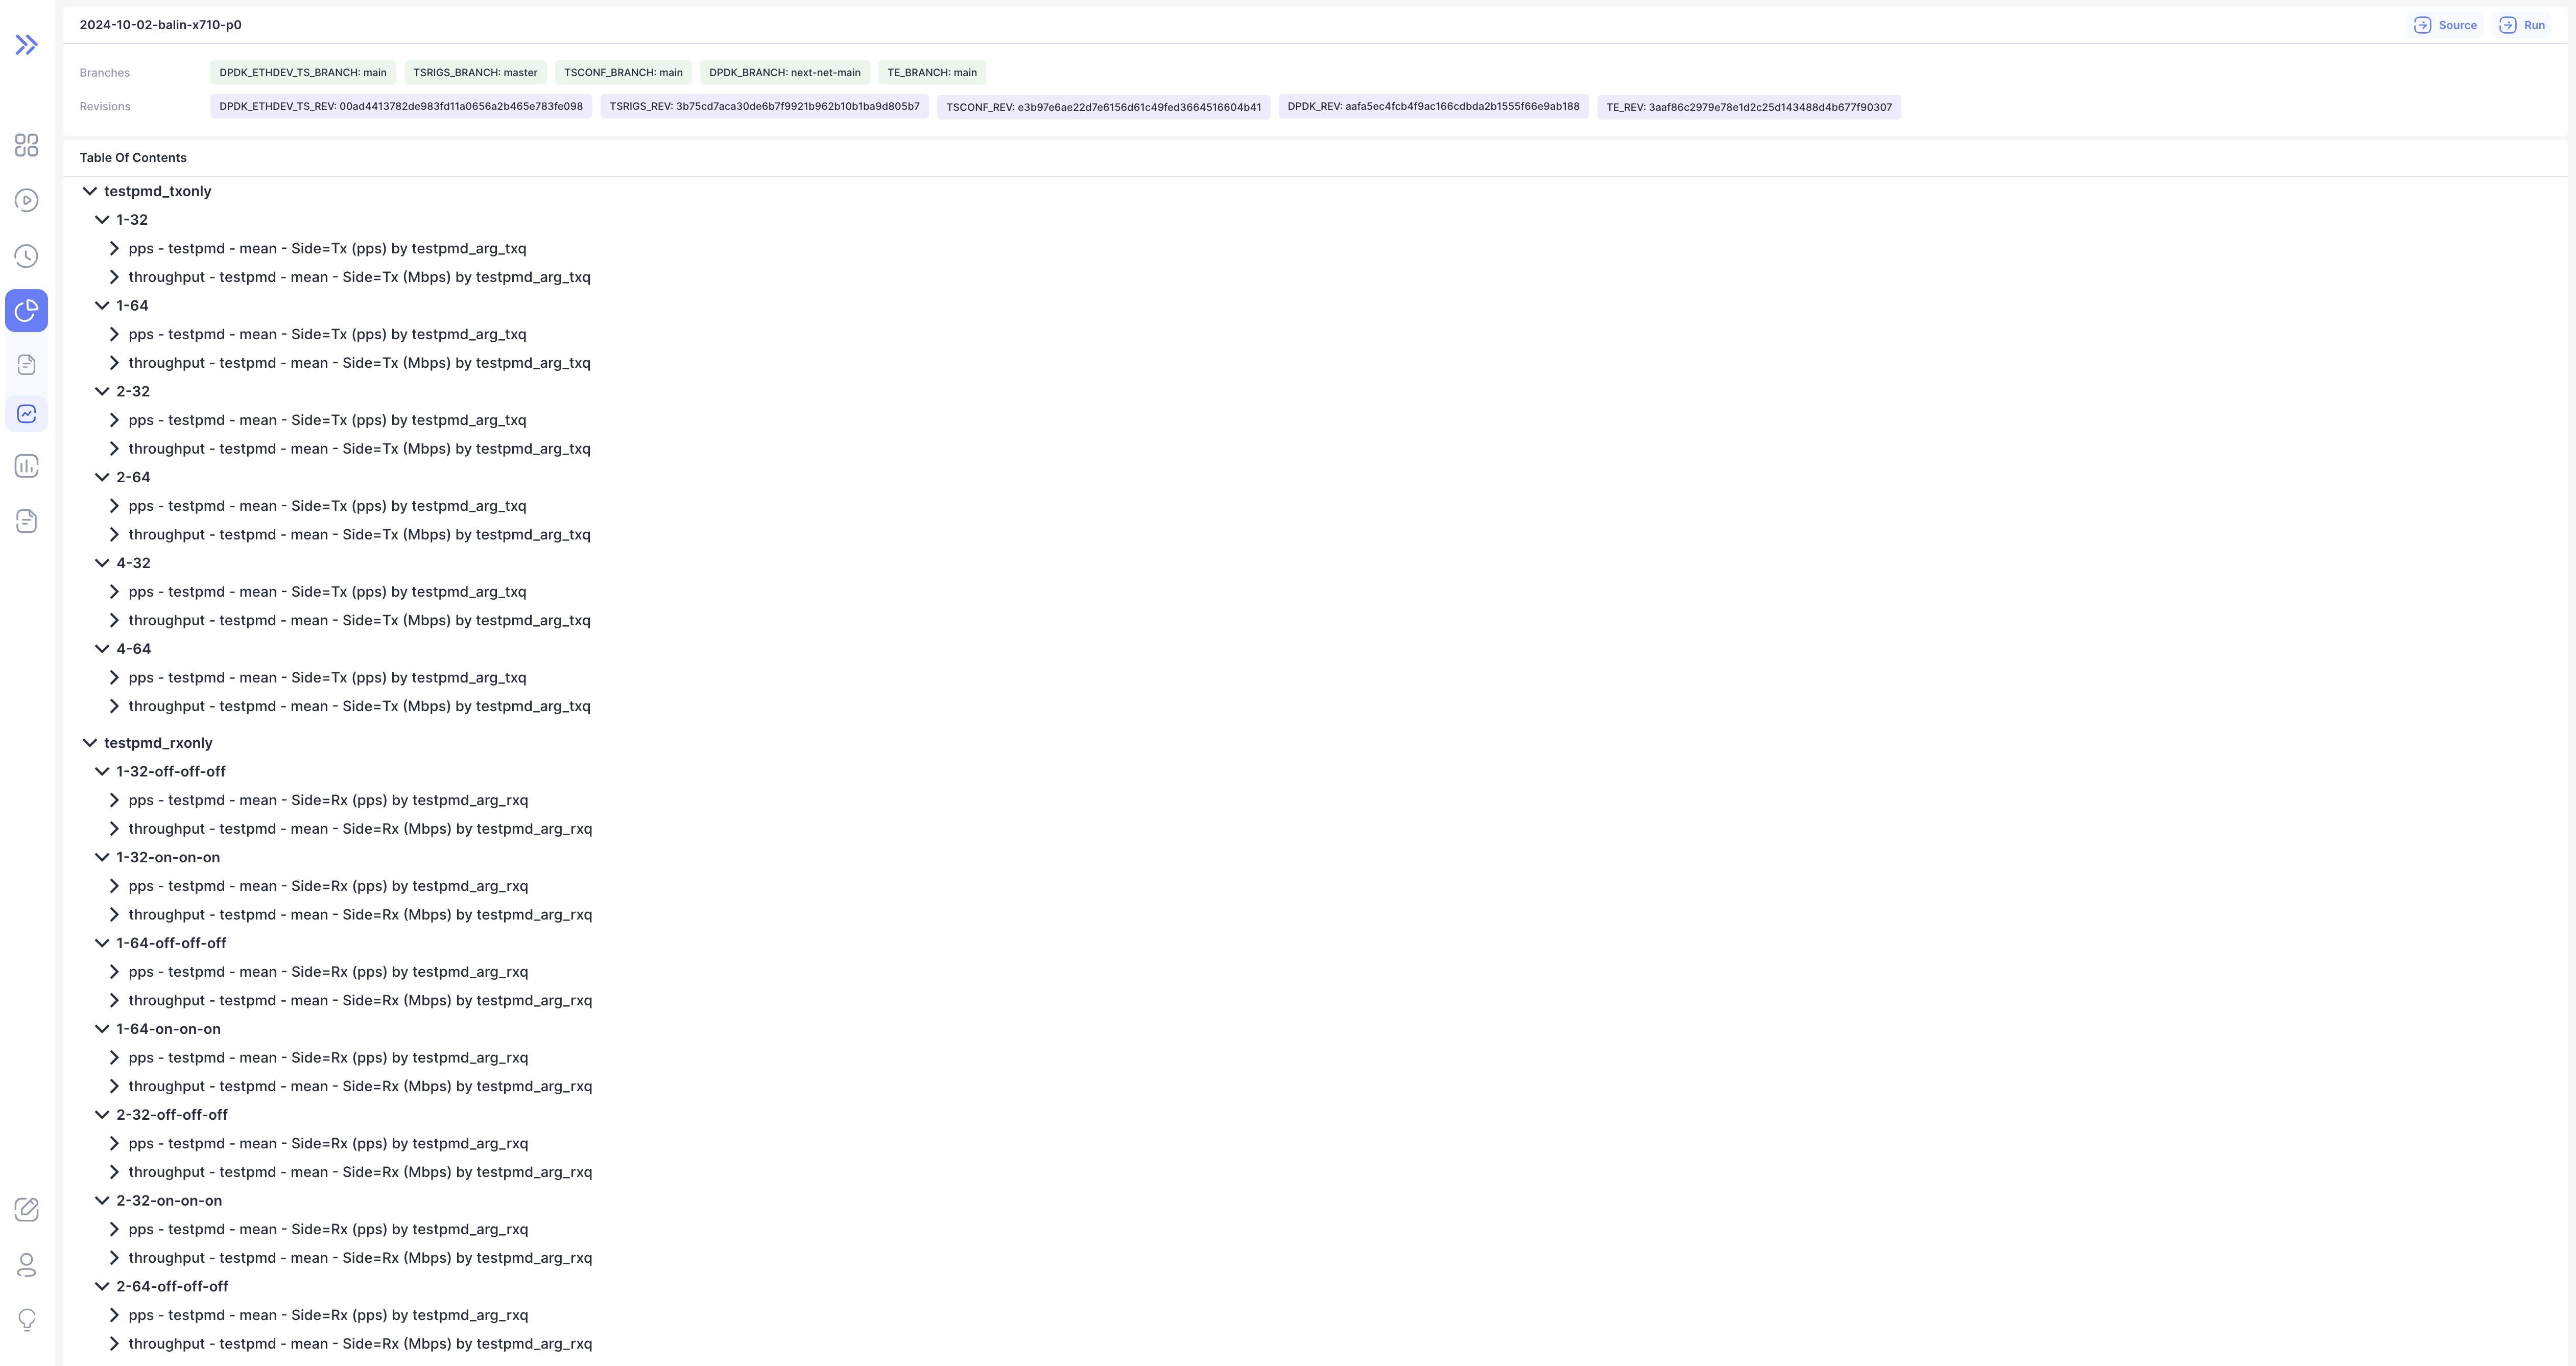 2024-10-02-balin-x710-p0
Source Run
Branches DPDK_ETHDEV_TS_BRANCH: main TSRIGS_BRANCH: master TSCONF_BRANCH: main DPDK_BRANCH: next-net-main TE_BRANCH: main
Revisions DPDK_ETHDEV_TS_REV: 00ad4413782de983fd11a0656a2b465e783fe098 TSRIGS_REV: 3b75cd7aca30de6b7f9921b962b10b1ba9d805b7 TSCONF_REV: e3b97e6ae22d7e6156d61c49fed3664516604b41 DPDK_REV: aafa5ec4fcb4f9ac166cdbda2b1555f66e9ab188 TE_REV: 3aaf86c2979e78e1d2c25d143488d4b677f90307
Table Of Contents
testpmd_txonly
1-32
pps - testpmd - mean - Side=Tx (pps) by testpmd_arg_txq
throughput - testpmd - mean - Side=Tx (Mbps) by testpmd_arg_txq
1-64
pps - testpmd - mean - Side=Tx (pps) by testpmd_arg_txq
throughput - testpmd - mean - Side=Tx (Mbps) by testpmd_arg_txq
2-32
pps - testpmd - mean - Side=Tx (pps) by testpmd_arg_txq
throughput - testpmd - mean - Side=Tx (Mbps) by testpmd_arg_txq
2-64
pps - testpmd - mean - Side=Tx (pps) by testpmd_arg_txq
throughput - testpmd - mean - Side=Tx (Mbps) by testpmd_arg_txq
4-32
pps - testpmd - mean - Side=Tx (pps) by testpmd_arg_txq
throughput - testpmd - mean - Side=Tx (Mbps) by testpmd_arg_txq
4-64
pps - testpmd - mean - Side=Tx (pps) by testpmd_arg_txq
throughput - testpmd - mean - Side=Tx (Mbps) by testpmd_arg_txq
testpmd_rxonly
1-32-off-off-off
pps - testpmd - mean - Side=Rx (pps) by testpmd_arg_rxq
throughput - testpmd - mean - Side=Rx (Mbps) by testpmd_arg_rxq
1-32-on-on-on
pps - testpmd - mean - Side=Rx (pps) by testpmd_arg_rxq
throughput - testpmd - mean - Side=Rx (Mbps) by testpmd_arg_rxq
1-64-off-off-off
pps - testpmd - mean - Side=Rx (pps) by testpmd_arg_rxq
throughput - testpmd - mean - Side=Rx (Mbps) by testpmd_arg_rxq
1-64-on-on-on
pps - testpmd - mean - Side=Rx (pps) by testpmd_arg_rxq
throughput - testpmd - mean - Side=Rx (Mbps) by testpmd_arg_rxq
2-32-off-off-off
pps - testpmd - mean - Side=Rx (pps) by testpmd_arg_rxq
throughput - testpmd - mean - Side=Rx (Mbps) by testpmd_arg_rxq
2-32-on-on-on
pps - testpmd - mean - Side=Rx (pps) by testpmd_arg_rxq
throughput - testpmd - mean - Side=Rx (Mbps) by testpmd_arg_rxq
2-64-off-off-off
pps - testpmd - mean - Side=Rx (pps) by testpmd_arg_rxq
throughput - testpmd - mean - Side=Rx (Mbps) by testpmd_arg_rxq